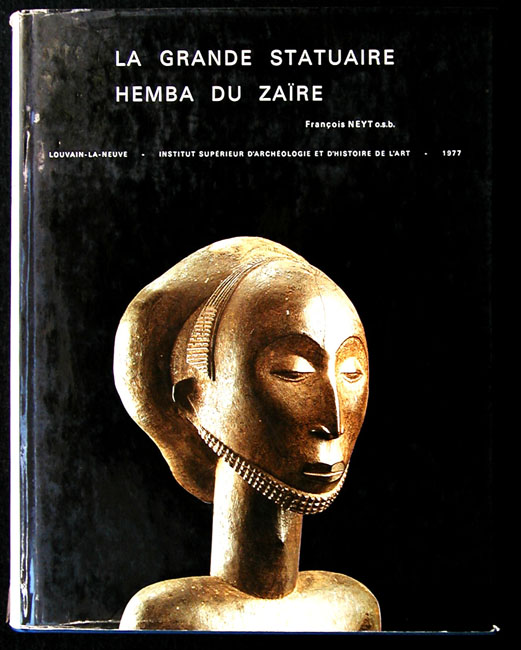 LA GRANDE STATUAIRE
HEMBA DU ZAÏRE
François NEYT o.s.b.
LOUVAIN-LA-NEUVE - INSTITUT SUPÉRIEUR D'ARCHÉOLOGIE ET D'HISTOIRE DE L'ART - 1977